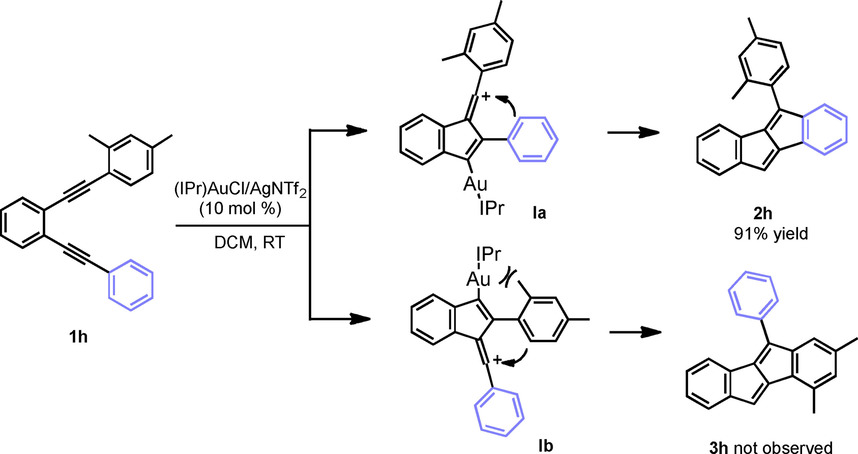 (IPr)AuCl/AgNTf2
(10 mol %)
DCM, RT
1h
+
Au
IPr
Ia
2h
91% yield
IPr
Au
+
Ib
3h not observed